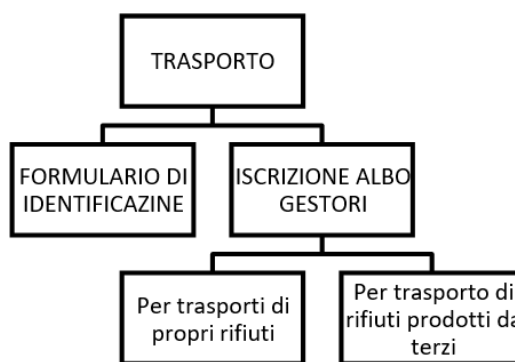 TRASPORTO
FORMULARIO DI
IDENTIFICAZINE
ISCRIZIONE ALBO
GESTORI
Per trasporti di
propri rifiuti
Per trasporto di
rifiuti prodotti da
terzi